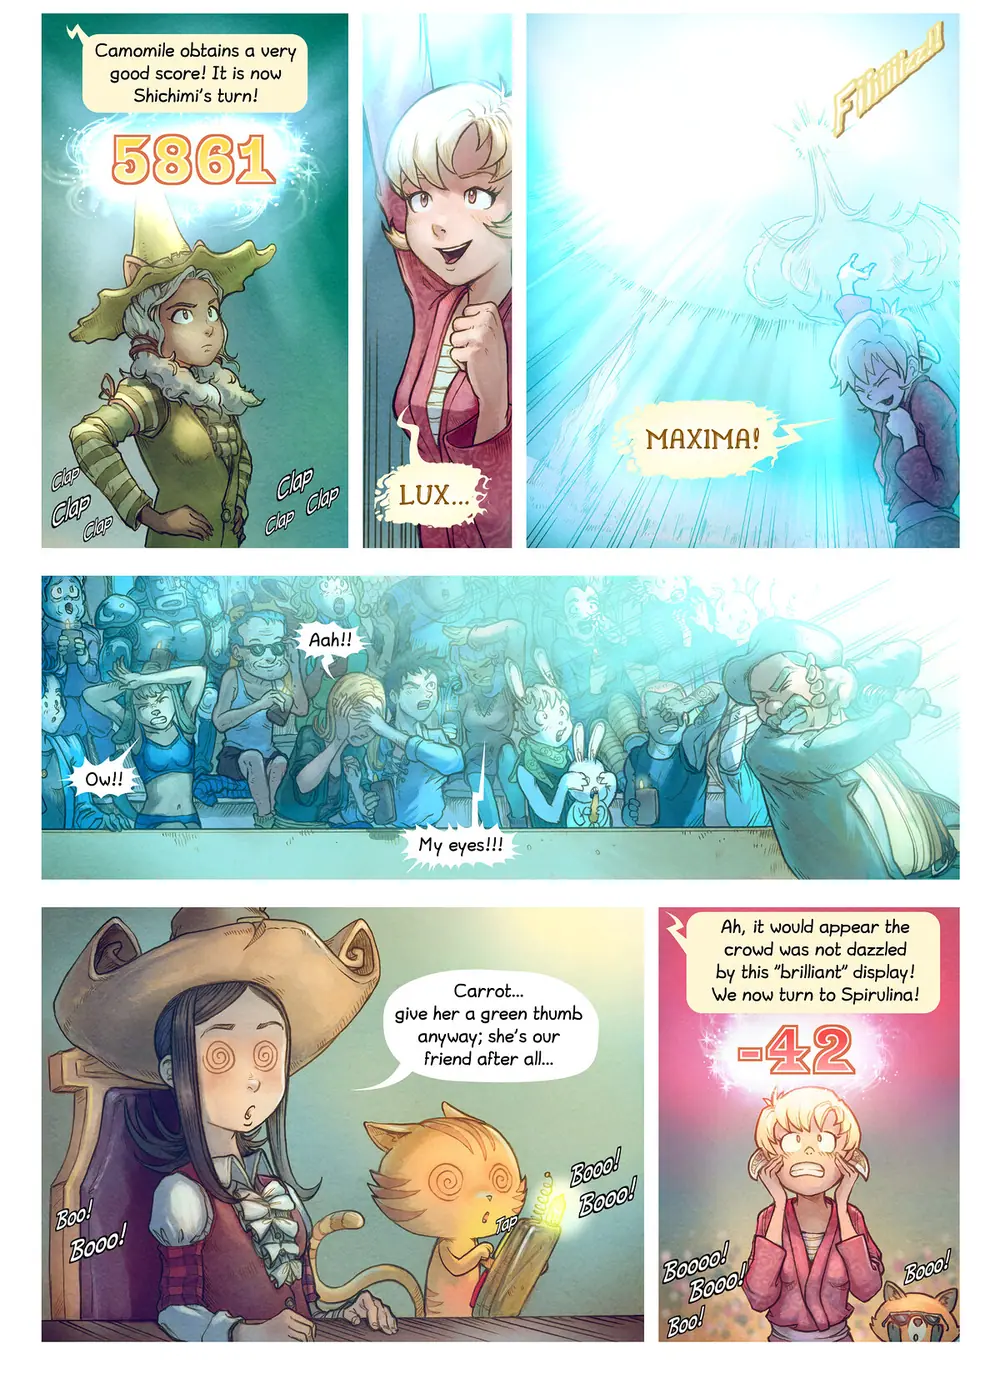 Camomile obtains a very
good score! It is now
Shichimi's turn!
5861
Clap
Clap
Clap
Clap
Clap
Clap
LUX...
Fiiiiiizz!!
MAXIMA!
Aah!!
Ow!!
My eyes!!!
Carrot...
give her a green thumb
anyway; she's our
friend after all...
Boo!
Booo!
Tap
Booo!
Booo!
Ah, it would appear the
crowd was not dazzled
by this "brilliant" display!
We now turn to Spirulina!
-42
Boooo!
Booo!
Boo!
Booo!